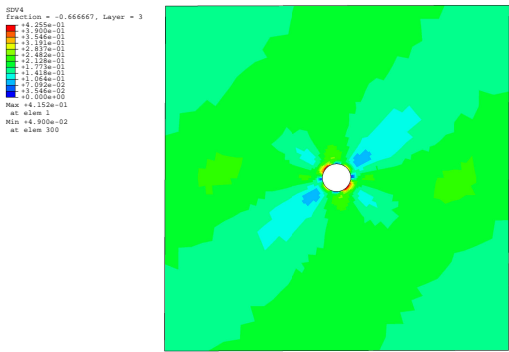 SDV4
fraction = -0.666667, Layer = 3
+4.255e-01
+3.900e-01
+3.546e-01
+3.191e-01
+2.837e-01
+2.482e-01
+2.128e-01
+1.773e-01
+1.418e-01
+1.064e-01
+7.092e-02
+3.546e-02
+0.000e+00
Max +4.152e-01
at elem 1
Min +4.900e-02
at elem 300